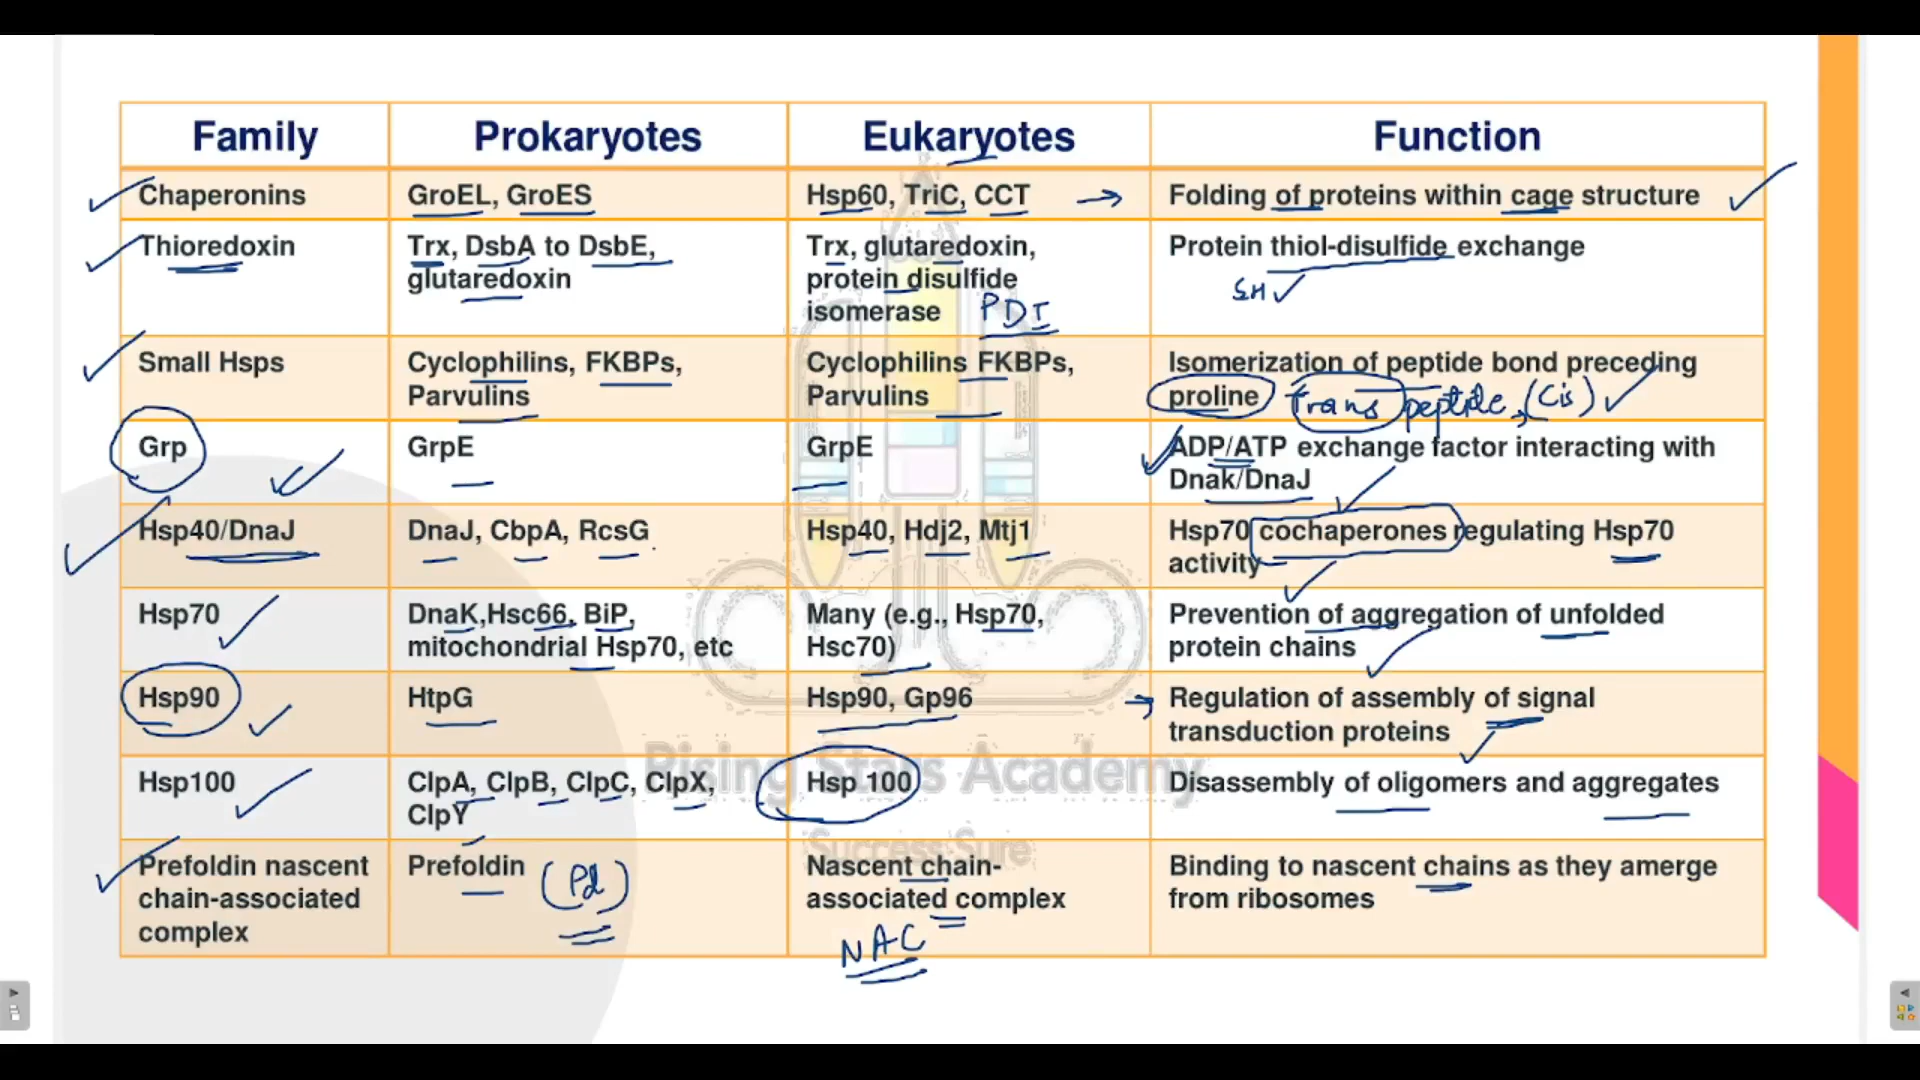 Family Prokaryotes Eukaryotes Function
Chaperonins GroEL, GroES Hsp60, TriC, CCT → Folding of proteins within cage structure
Thioredoxin Trx, DsbA to DsbE, Trx, glutaredoxin, Protein thiol-disulfide exchange
glutaredoxin protein disulfide SH
isomerase PDI
Small Hsps Cyclophilins, FKBPs, Cyclophilins FKBPs, Isomerization of peptide bond preceding
Parvulins Parvulins proline trans peptide, (Cis)
Grp GrpE GrpE ADP/ATP exchange factor interacting with
Dnak/DnaJ
Hsp40/DnaJ DnaJ, CbpA, RcsG Hsp40, Hdj2, Mtj1 Hsp70 cochaperones regulating Hsp70
activity
Hsp70 DnaK,Hsc66, BiP, Many (e.g., Hsp70, Prevention of aggregation of unfolded
mitochondrial Hsp70, etc Hsc70) protein chains
Hsp90 HtpG Hsp90, Gp96 → Regulation of assembly of signal
transduction proteins
Rising Stars Academy
Hsp100 ClpA, ClpB, ClpC, ClpX, Hsp 100 Disassembly of oligomers and aggregates
ClpY
Success Sure
Prefoldin nascent Prefoldin (Pd) Nascent chain- Binding to nascent chains as they amerge
chain-associated associated complex from ribosomes
complex NAC